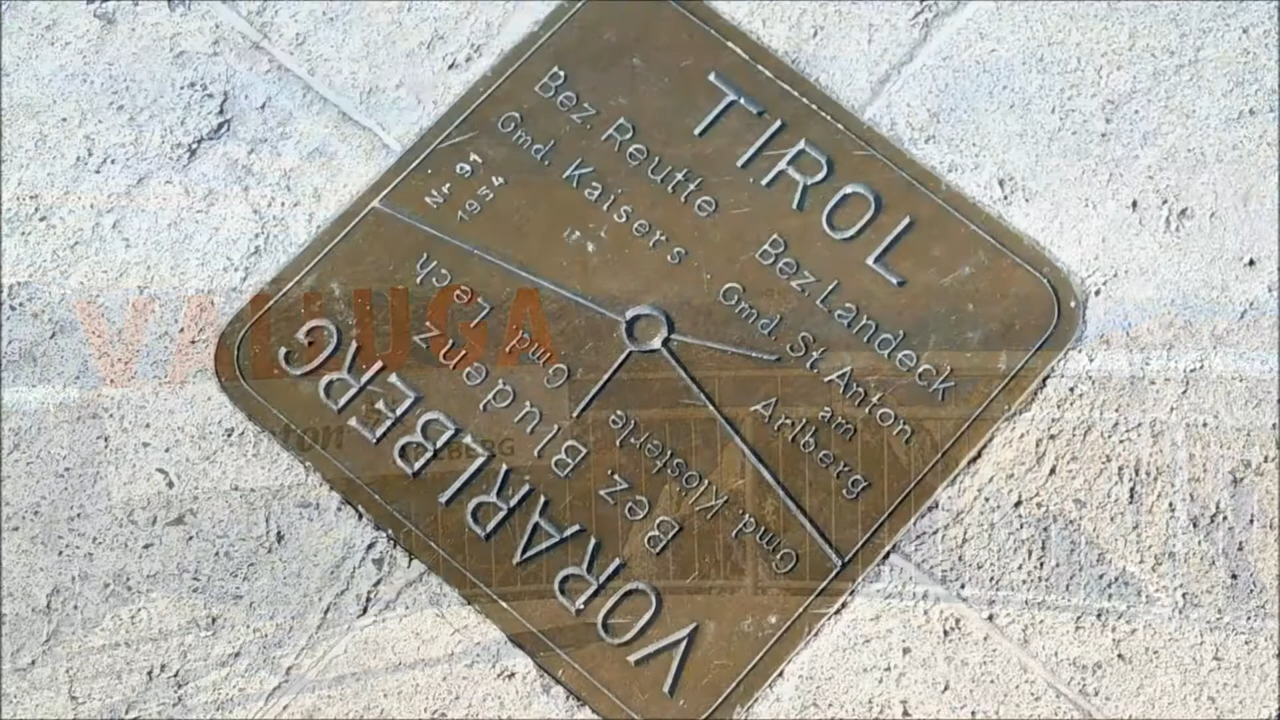 TIROL
Bez. Reutte
Gmd. Kaisers
Nr 91
1954
Bez. Landeck
Gmd. St. Anton
am
Arlberg
VORARLBERG
Bez. Bludenz
Gmd Lech
Gmd. Klösterle
VALLUGA
ARLBERG